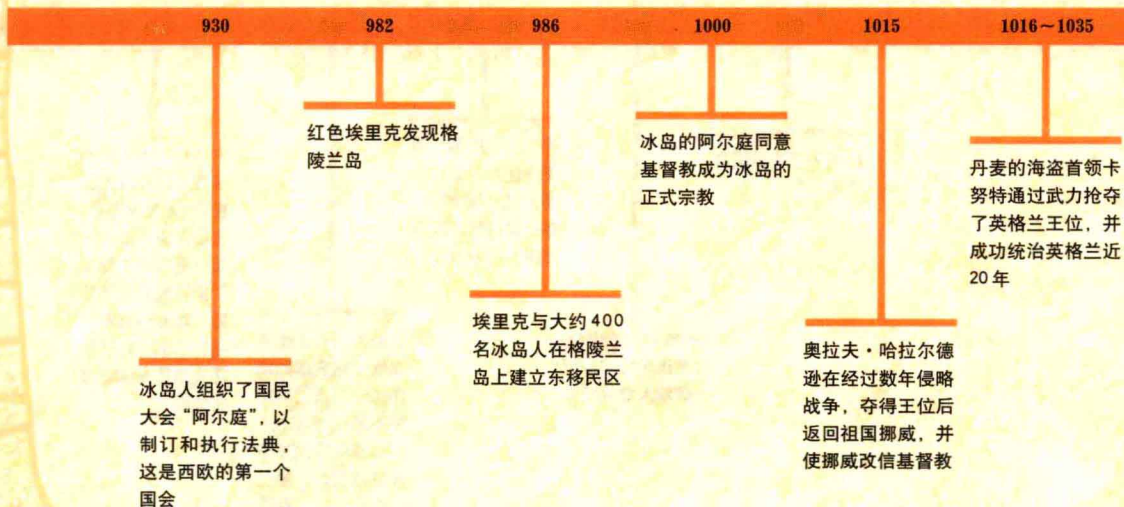 930 982 986 1000 1015 1016～1035
冰岛人组织了国民
大会“阿尔庭”，以
制订和执行法典，
这是西欧的第一个
国会
红色埃里克发现格
陵兰岛
埃里克与大约400
名冰岛人在格陵兰
岛上建立东移民区
冰岛的阿尔庭同意
基督教成为冰岛的
正式宗教
奥拉夫·哈拉尔德
逊在经过数年侵略
战争，夺得王位后
返回祖国挪威，并
使挪威改信基督教
丹麦的海盗首领卡
努特通过武力抢夺
了英格兰王位，并
成功统治英格兰近
20年